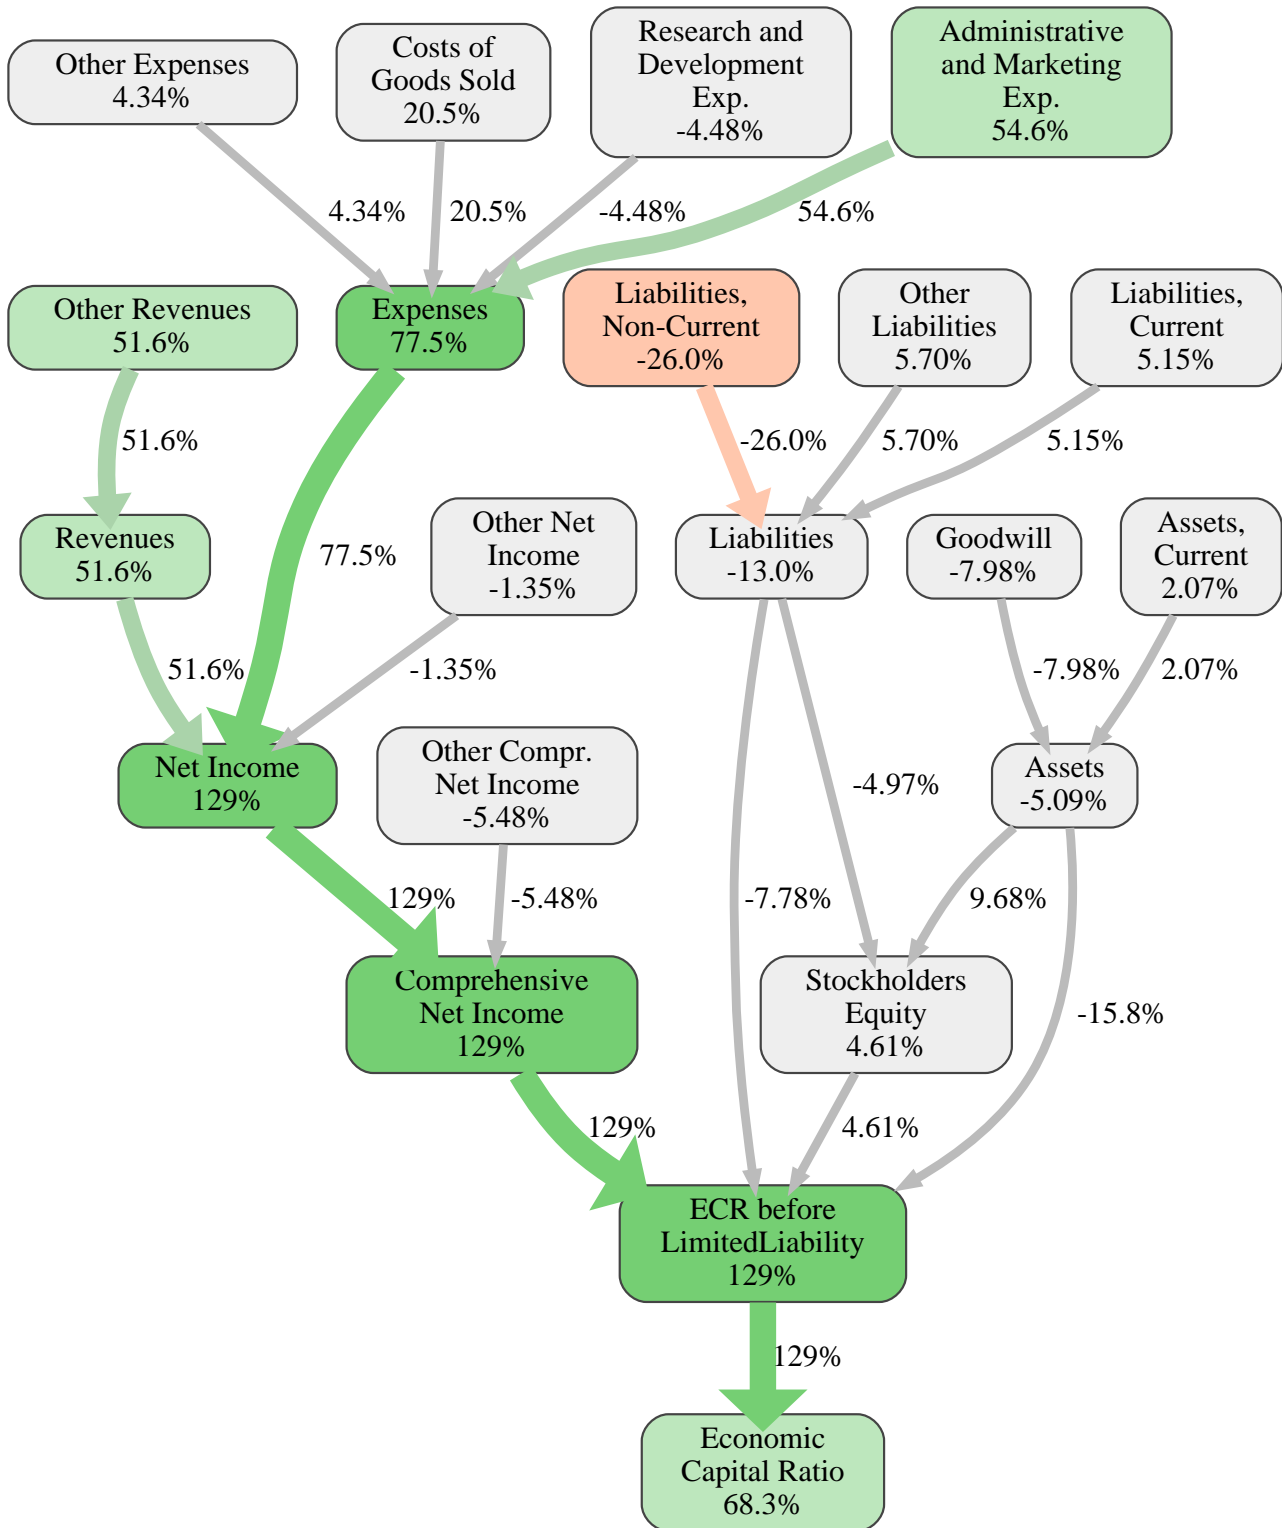 Other Expenses
4.34%
Costs of
Goods Sold
20.5%
Research and
Development
Exp.
-4.48%
Administrative
and Marketing
Exp.
54.6%
4.34%
20.5%
-4.48%
54.6%
Other Revenues
51.6%
Expenses
77.5%
Liabilities,
Non-Current
-26.0%
Other
Liabilities
5.70%
Liabilities,
Current
5.15%
51.6%
-26.0%
5.70%
5.15%
Revenues
51.6%
77.5%
Other Net
Income
-1.35%
Liabilities
-13.0%
Goodwill
-7.98%
Assets,
Current
2.07%
51.6%
-1.35%
-7.98%
2.07%
Net Income
129%
Other Compr.
Net Income
-5.48%
-4.97%
Assets
-5.09%
129%
-5.48%
-7.78%
9.68%
Comprehensive
Net Income
129%
Stockholders
Equity
4.61%
-15.8%
129%
4.61%
ECR before
LimitedLiability
129%
129%
Economic
Capital Ratio
68.3%